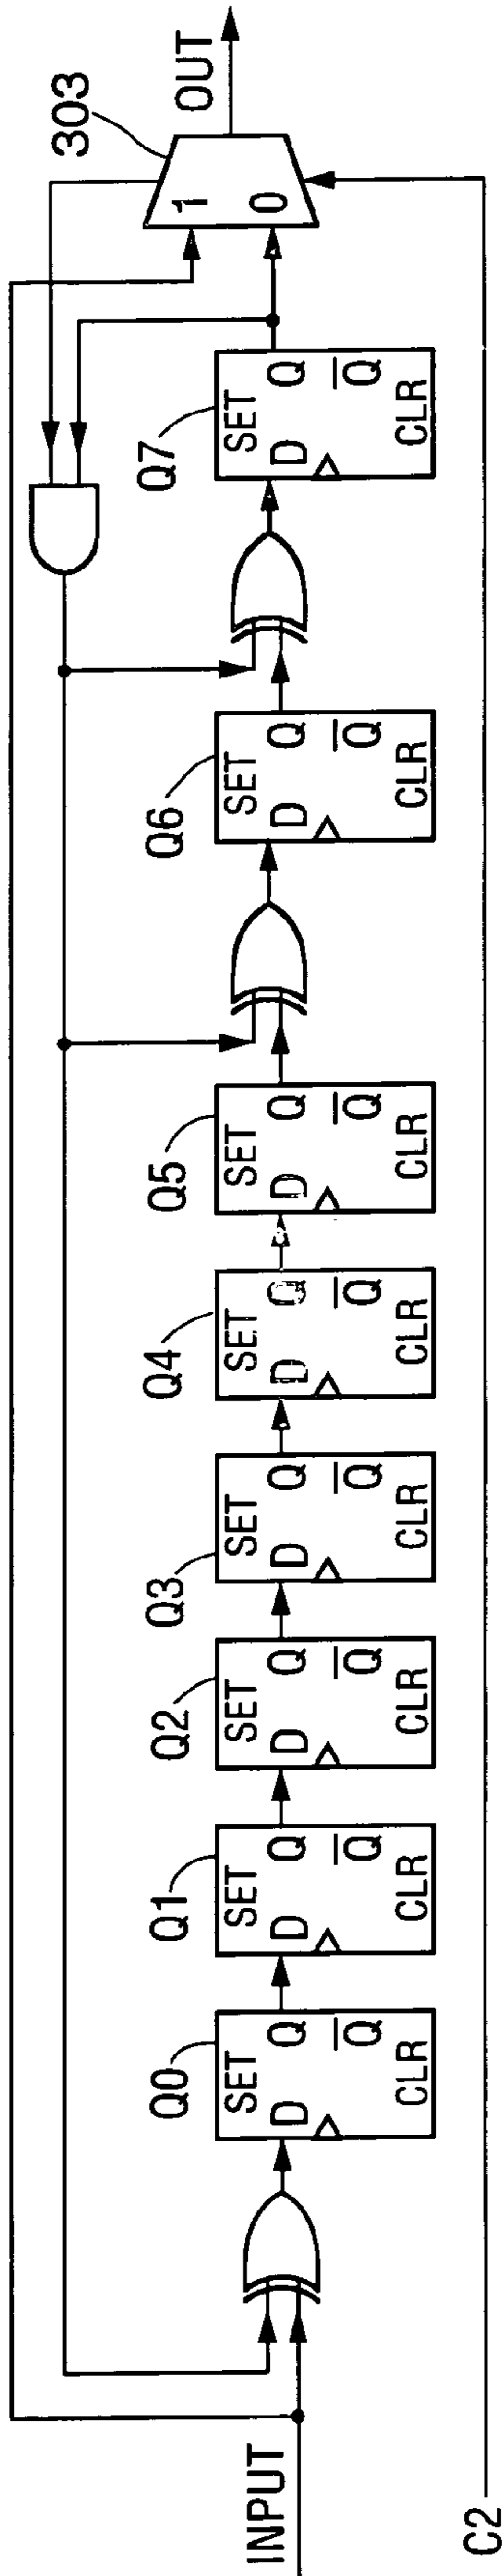 INPUT
C2
Q0
SET
D Q
Q̅
CLR
Q1
SET
D Q
Q̅
CLR
Q2
SET
D Q
Q̅
CLR
Q3
SET
D Q
Q̅
CLR
Q4
SET
D Q
Q̅
CLR
Q5
SET
D Q
Q̅
CLR
Q6
SET
D Q
Q̅
CLR
Q7
SET
D Q
Q̅
CLR
303
1
0
OUT